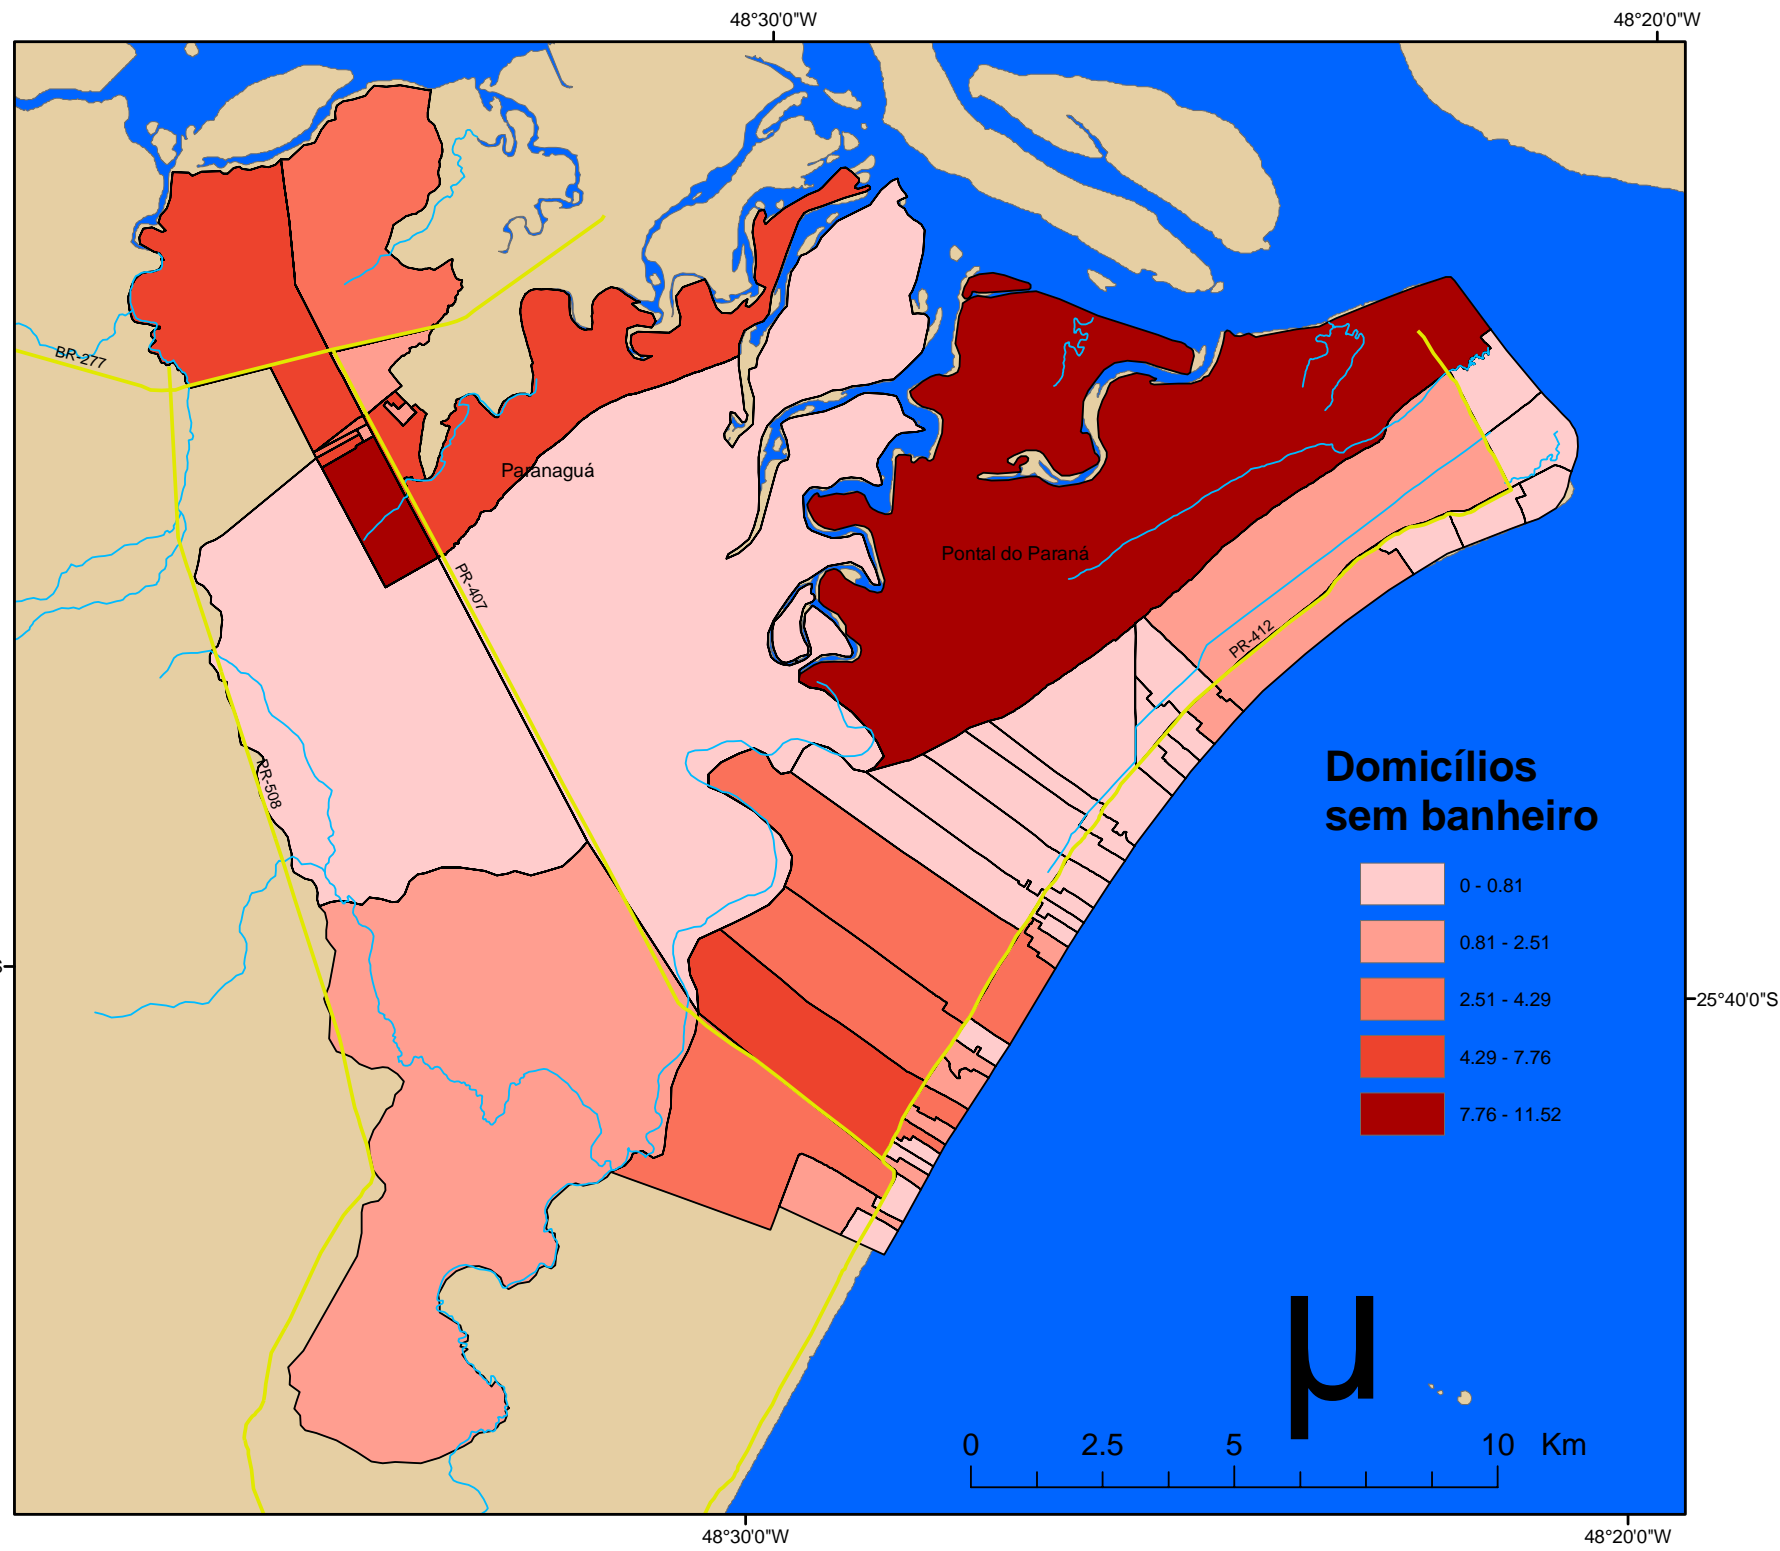 48°30'0"W
48°20'0"W
BR-277
Paranaguá
Pontal do Paraná
PR-407
PR-412
PR-508
Domicílios
sem banheiro
0 - 0.81
0.81 - 2.51
2.51 - 4.29
4.29 - 7.76
7.76 - 11.52
25°40'0"S
µ
0 2.5 5 10 Km
48°30'0"W
48°20'0"W